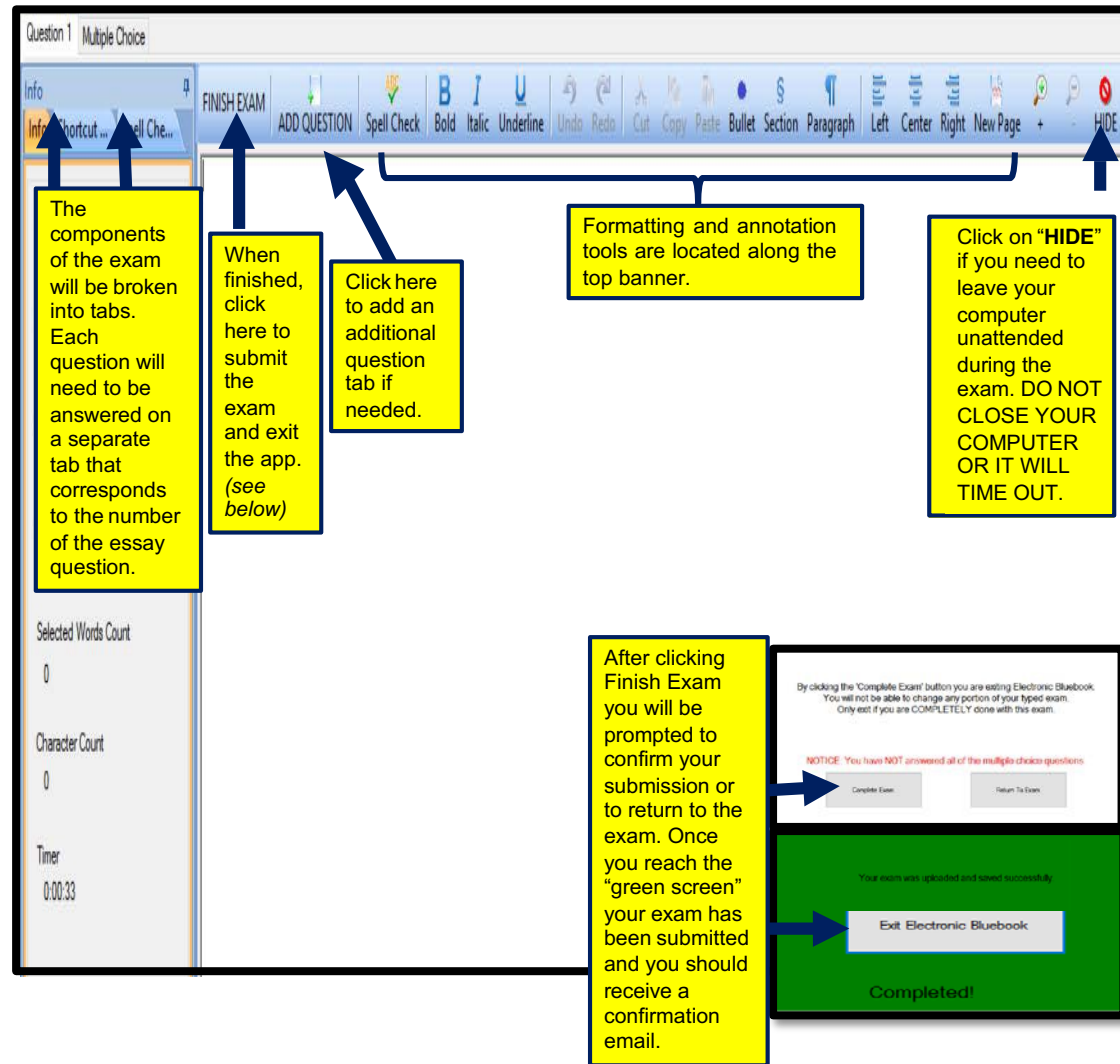 Question 1 Multiple Choice
Info
Info Shortcut ... Spell Che...
FINISH EXAM ADD QUESTION Spell Check Bold Italic Underline Undo Redo Cut Copy Paste Bullet Section Paragraph Left Center Right New Page + - HIDE
The
components
of the exam
will be broken
into tabs.
Each
question will
need to be
answered on
a separate
tab that
corresponds
to the number
of the essay
question.
When
finished,
click
here to
submit
the
exam
and exit
the app.
(see
below)
Click here
to add an
additional
question
tab if
needed.
Formatting and annotation
tools are located along the
top banner.
Click on “HIDE”
if you need to
leave your
computer
unattended
during the
exam. DO NOT
CLOSE YOUR
COMPUTER
OR IT WILL
TIME OUT.
Selected Words Count
0
Character Count
0
Timer
0:00:33
After clicking
Finish Exam
you will be
prompted to
confirm your
submission or
to return to the
exam. Once
you reach the
“green screen”
your exam has
been submitted
and you should
receive a
confirmation
email.
By clicking the 'Complete Exam' button you are exiting Electronic Bluebook.
You will not be able to change any portion of your typed exam.
Only exit if you are COMPLETELY done with this exam.
NOTICE: You have NOT answered all of the multiple choice questions
Complete Exam... Return To Exam
Your exam was uploaded and saved successfully.
Exit Electronic Bluebook
Completed!